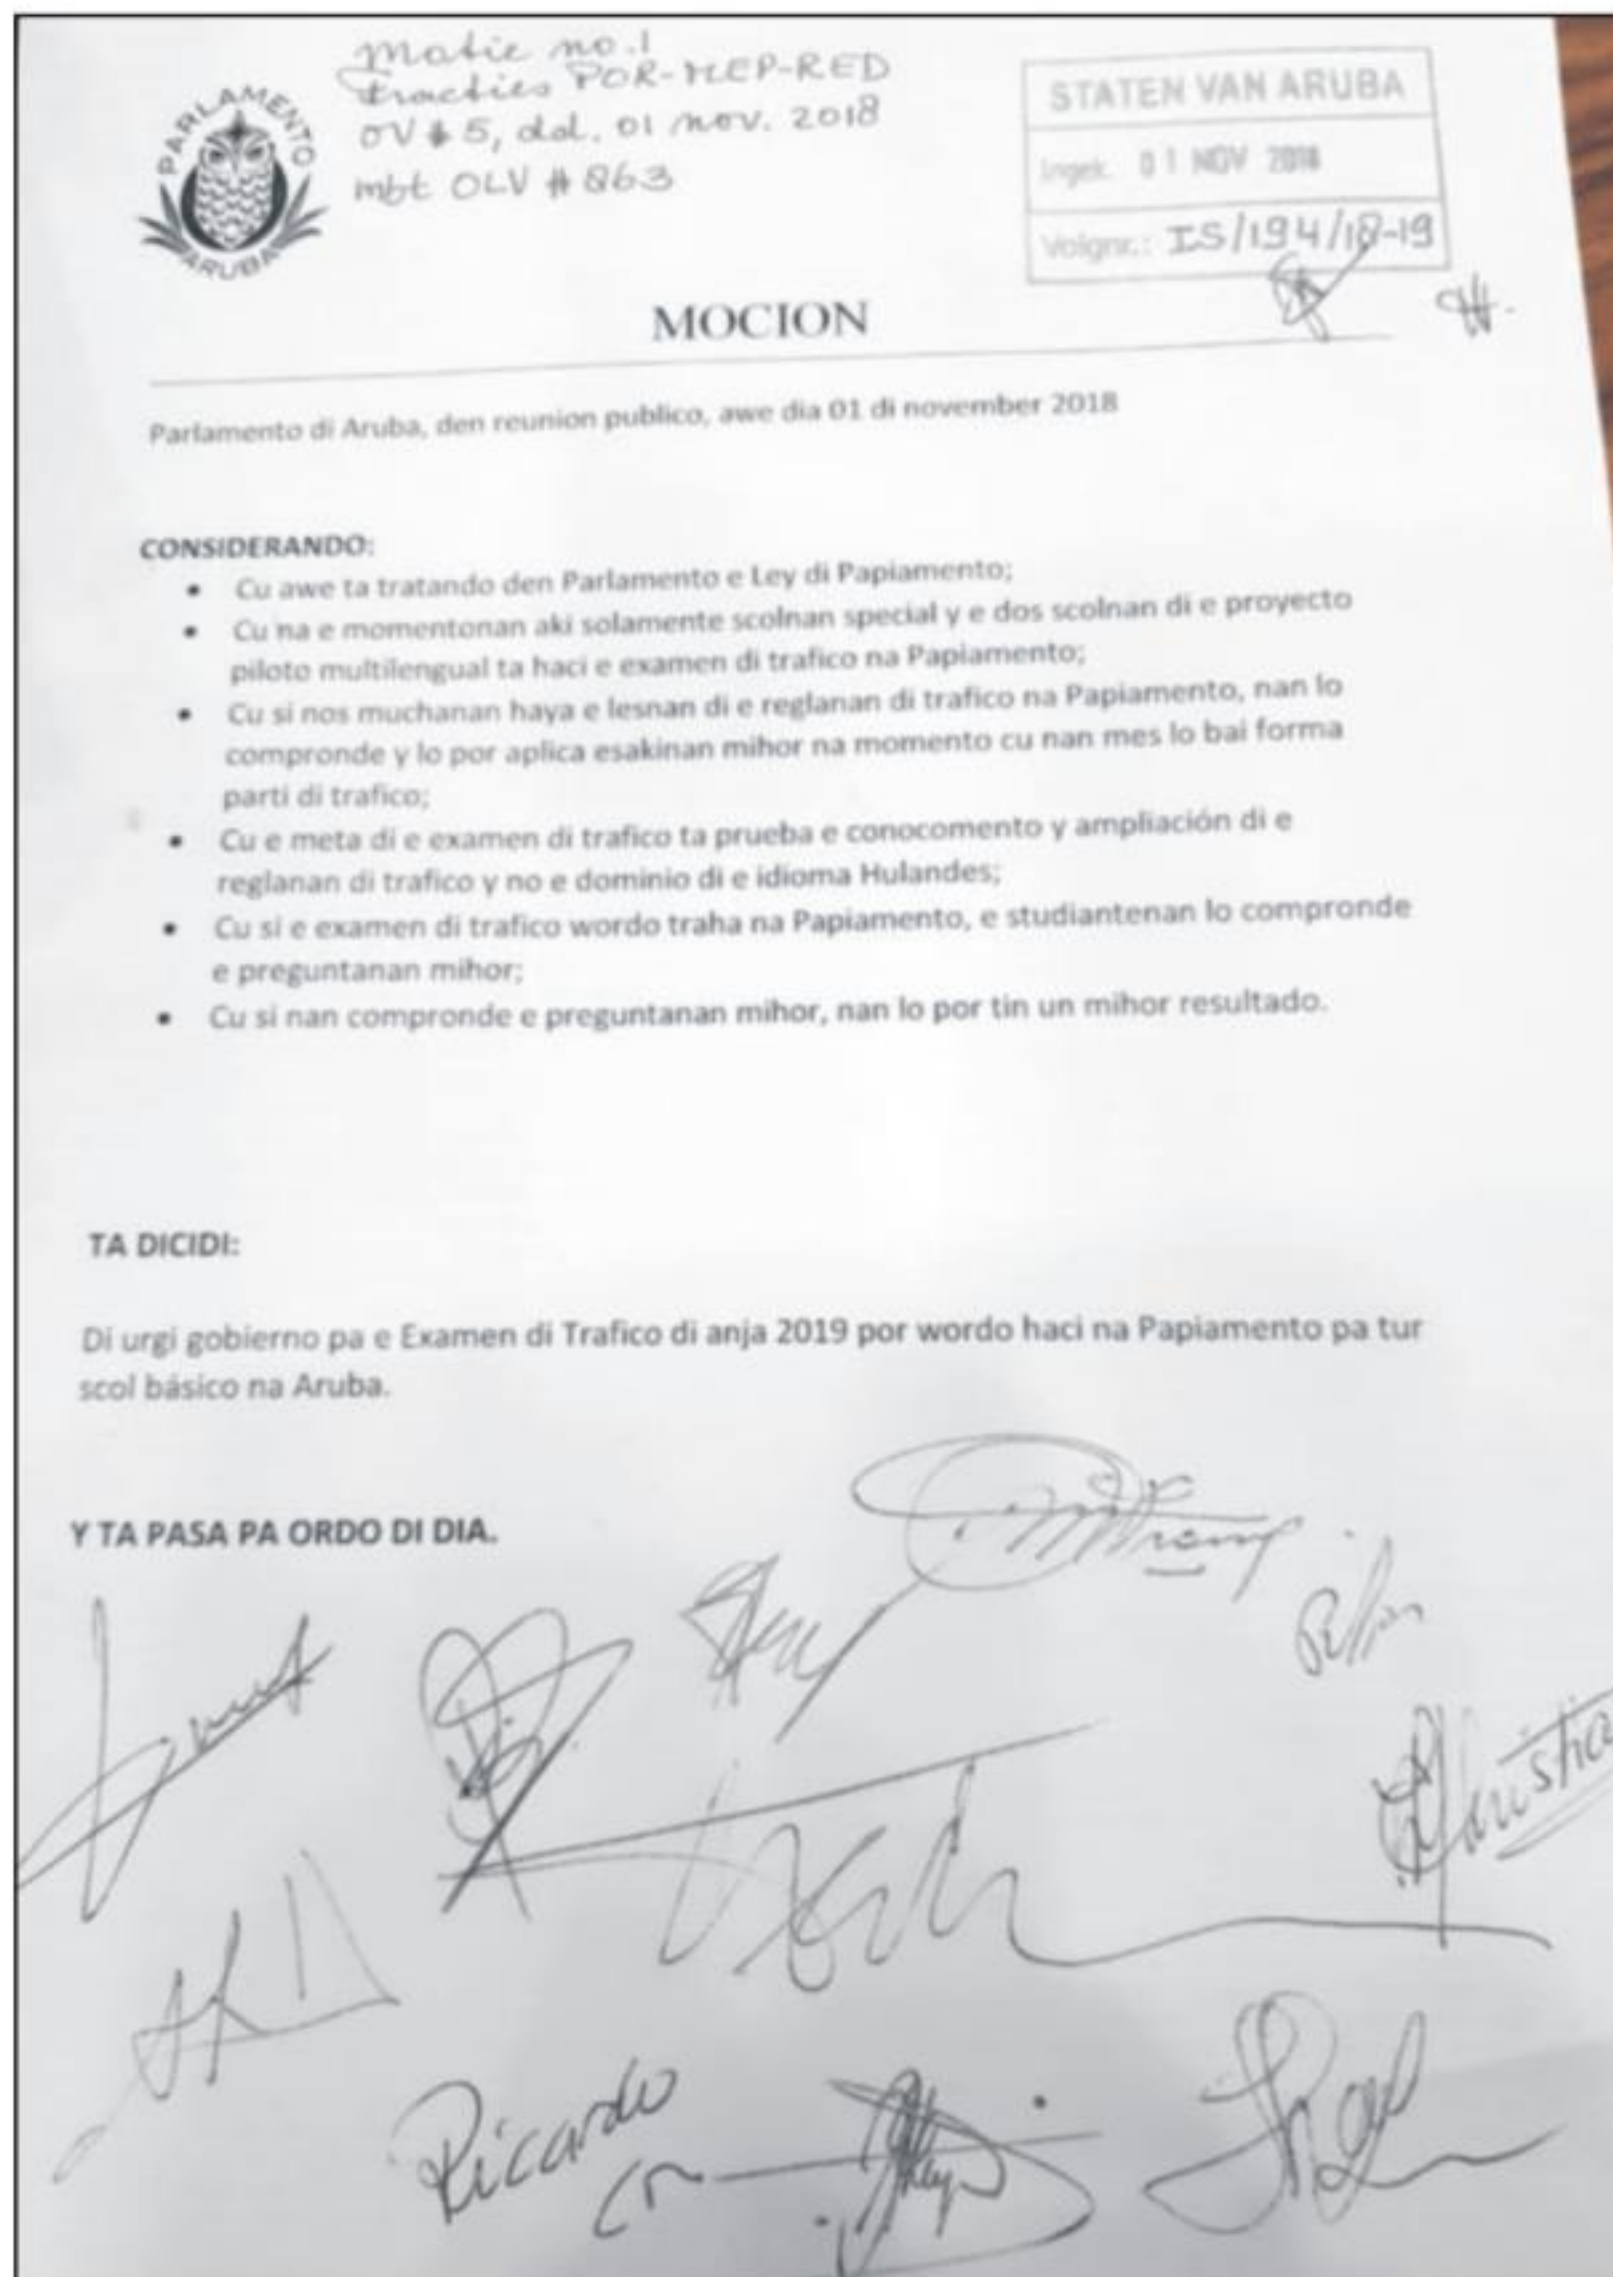 Motie no.1
fracties POR-MEP-RED
OV # 5, dd. 01 nov. 2018
mbt OLV # 863
PARLAMENTO
ARUBA
STATEN VAN ARUBA
Ingek. 01 NOV 2018
Volgnr.: IS/194/18-19
MOCION
Parlamento di Aruba, den reunion publico, awe dia 01 di november 2018
CONSIDERANDO:
• Cu awe ta tratando den Parlamento e Ley di Papiamento;
• Cu na e momentonan aki solamente scolnan special y e dos scolnan di e proyecto
piloto multilengual ta haci e examen di trafico na Papiamento;
• Cu si nos muchanan haya e lesnan di e reglanan di trafico na Papiamento, nan lo
compronde y lo por aplica esakinan mihor na momento cu nan mes lo bai forma
parti di trafico;
• Cu e meta di e examen di trafico ta prueba e conocomento y ampliación di e
reglanan di trafico y no e dominio di e idioma Hulandes;
• Cu si e examen di trafico wordo traha na Papiamento, e studiantenan lo compronde
e preguntanan mihor;
• Cu si nan compronde e preguntanan mihor, nan lo por tin un mihor resultado.
TA DICIDI:
Di urgi gobierno pa e Examen di Trafico di anja 2019 por wordo haci na Papiamento pa tur
scol básico na Aruba.
Y TA PASA PA ORDO DI DIA.
Riccardo